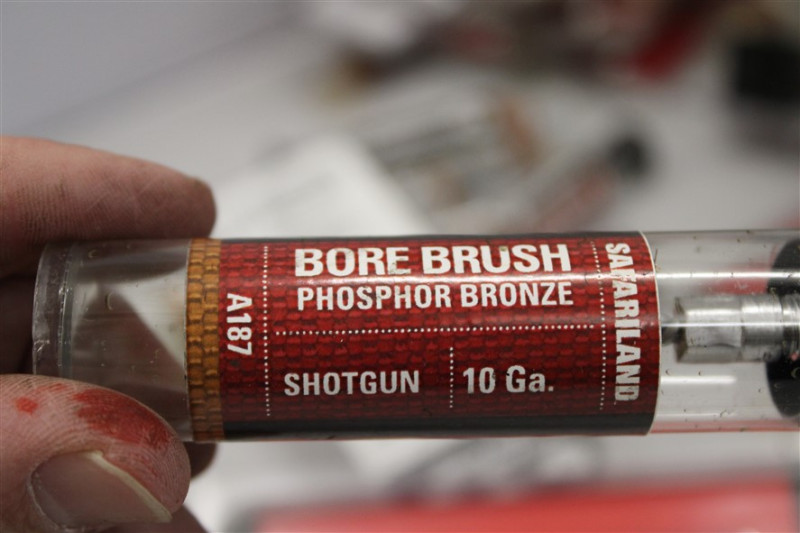 A187
BORE BRUSH
PHOSPHOR BRONZE
SHOTGUN 10 Ga.
SAFARILAND